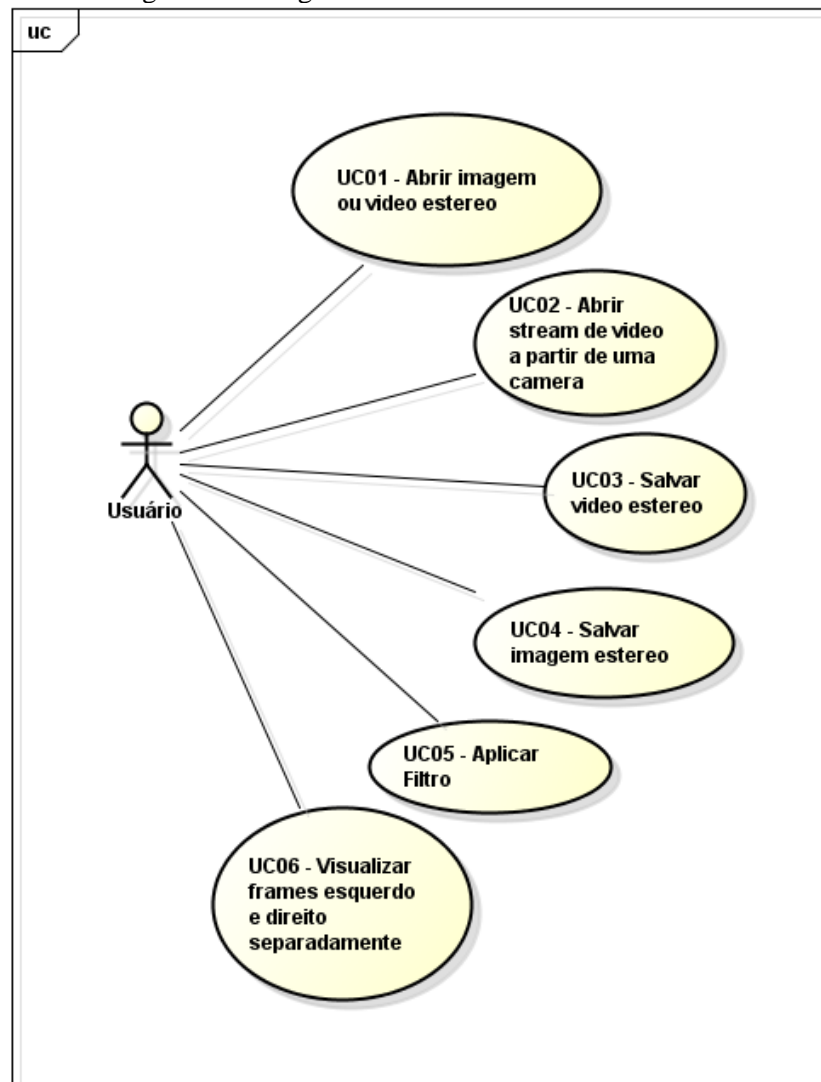 uc
UC01 - Abrir imagem
ou video estereo
UC02 - Abrir
stream de video
a partir de uma
camera
UC03 - Salvar
video estereo
Usuário
UC04 - Salvar
imagem estereo
UC05 - Aplicar
Filtro
UC06 - Visualizar
frames esquerdo
e direito
separadamente